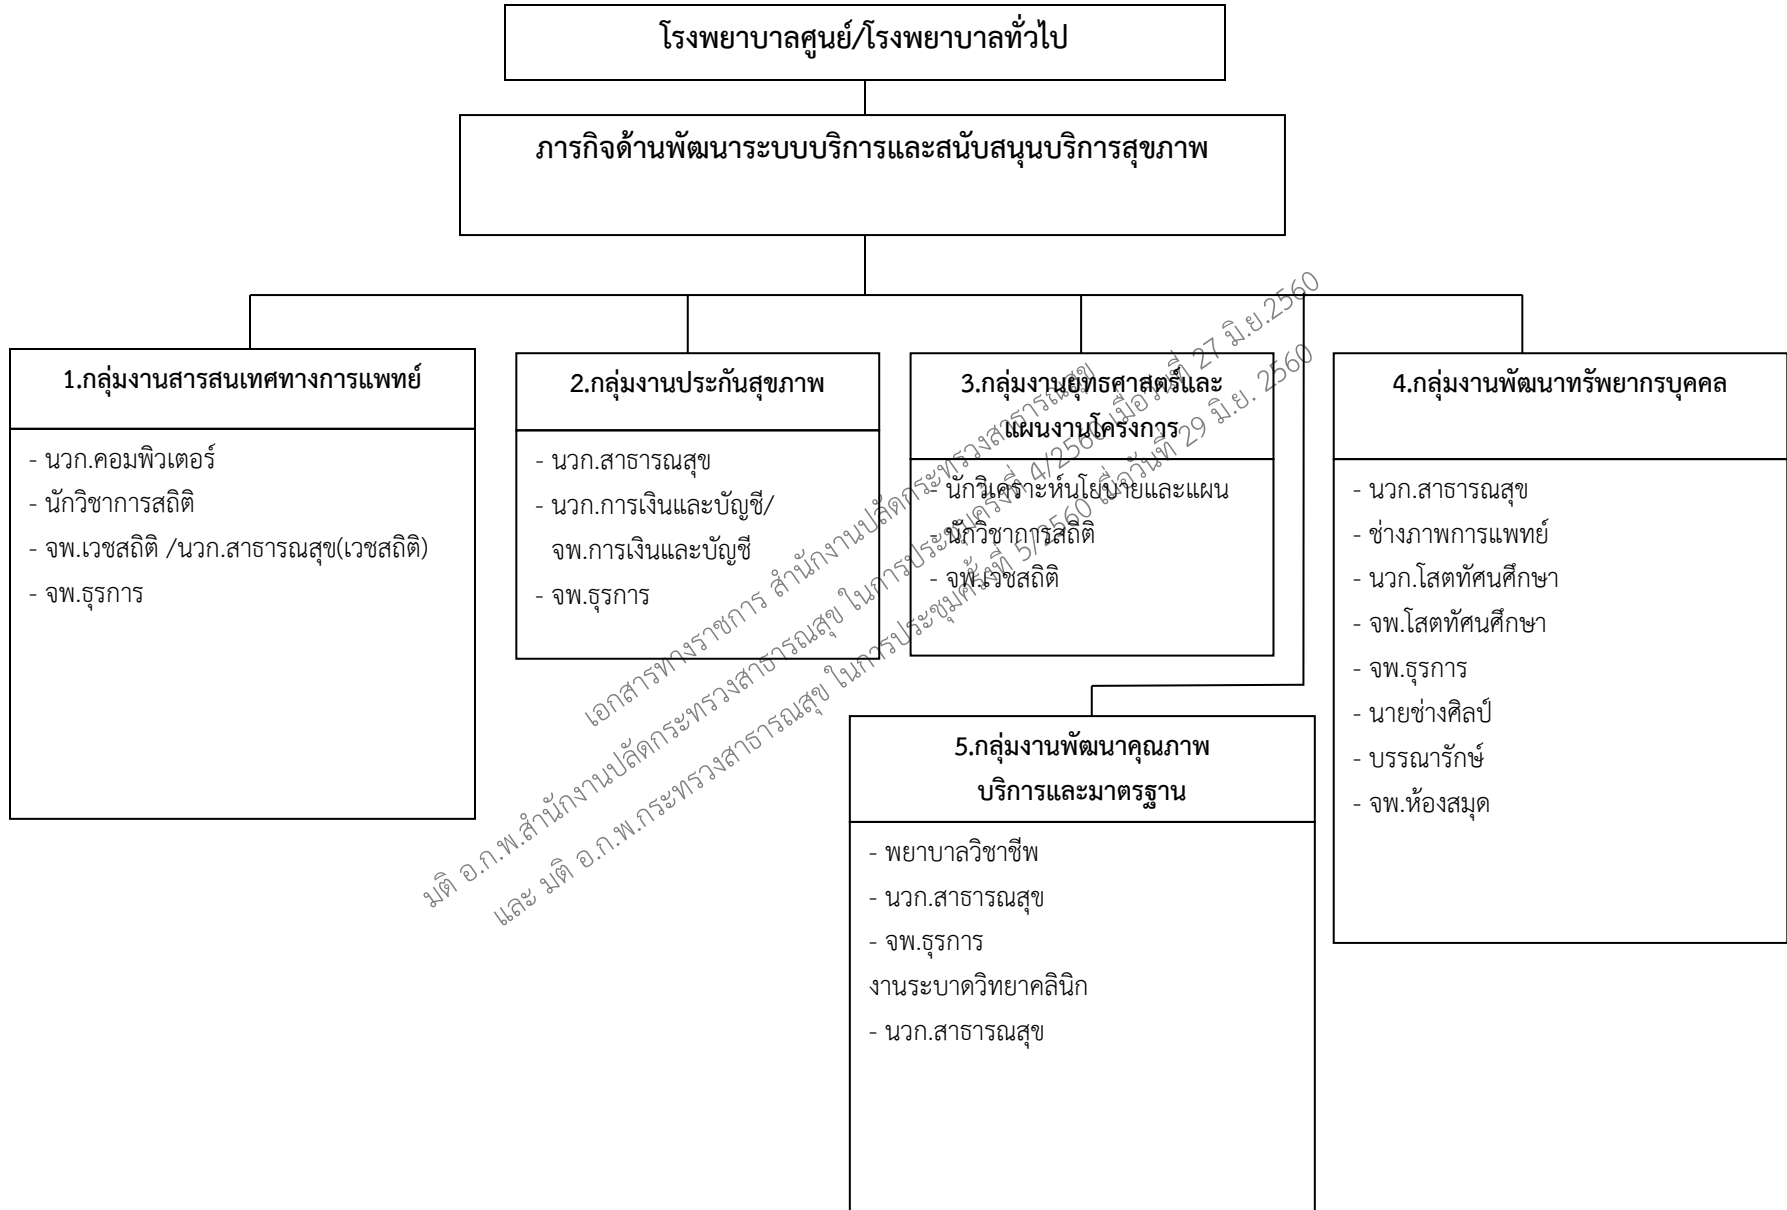 โรงพยาบาลศูนย์/โรงพยาบาลทั่วไป
ภารกิจด้านพัฒนาระบบบริการและสนับสนุนบริการสุขภาพ
1.กลุ่มงานสารสนเทศทางการแพทย์
- นวก.คอมพิวเตอร์
- นักวิชาการสถิติ
- จพ.เวชสถิติ /นวก.สาธารณสุข(เวชสถิติ)
- จพ.ธุรการ
2.กลุ่มงานประกันสุขภาพ
- นวก.สาธารณสุข
- นวก.การเงินและบัญชี/
จพ.การเงินและบัญชี
- จพ.ธุรการ
3.กลุ่มงานยุทธศาสตร์และ
แผนงานโครงการ
- นักวิเคราะห์นโยบายและแผน
- นักวิชาการสถิติ
- จพ.เวชสถิติ
4.กลุ่มงานพัฒนาทรัพยากรบุคคล
- นวก.สาธารณสุข
- ช่างภาพการแพทย์
- นวก.โสตทัศนศึกษา
- จพ.โสตทัศนศึกษา
- จพ.ธุรการ
- นายช่างศิลป์
- บรรณารักษ์
- จพ.ห้องสมุด
5.กลุ่มงานพัฒนาคุณภาพ
บริการและมาตรฐาน
- พยาบาลวิชาชีพ
- นวก.สาธารณสุข
- จพ.ธุรการ
งานระบาดวิทยาคลินิก
- นวก.สาธารณสุข
เอกสารทางราชการ สำนักงานปลัดกระทรวงสาธารณสุข
มติ อ.ก.พ.สำนักงานปลัดกระทรวงสาธารณสุข ในการประชุมครั้งที่ 4/2560 เมื่อวันที่ 27 มิ.ย.2560
และ มติ อ.ก.พ.กระทรวงสาธารณสุข ในการประชุมครั้งที่ 5/2560 เมื่อวันที่ 29 มิ.ย. 2560